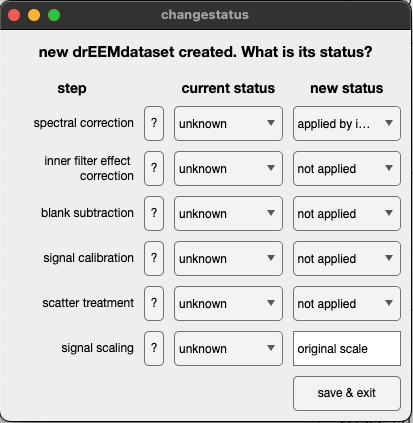 changestatus
new drEEMdataset created. What is its status?
step current status new status
spectral correction ? unknown applied by i...
inner filter effect
correction ? unknown not applied
blank subtraction ? unknown not applied
signal calibration ? unknown not applied
scatter treatment ? unknown not applied
signal scaling ? unknown original scale
save & exit